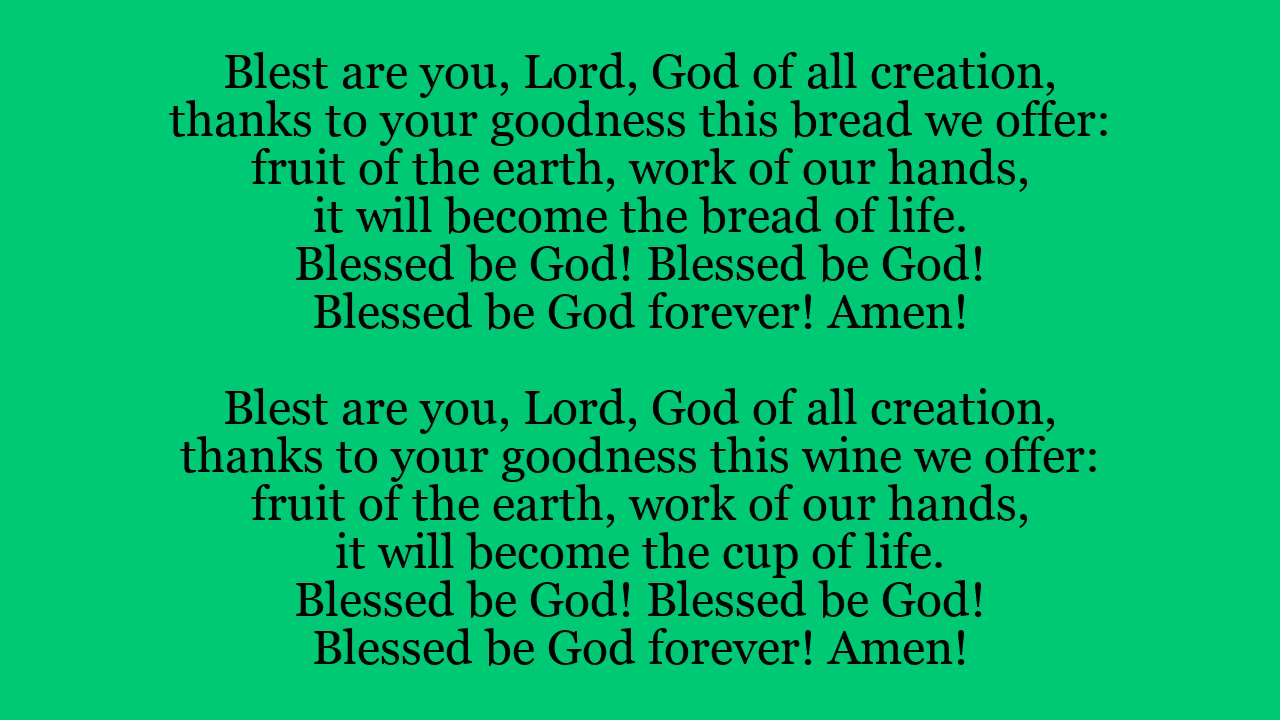 Blest are you, Lord, God of all creation,
thanks to your goodness this bread we offer:
fruit of the earth, work of our hands,
it will become the bread of life.
Blessed be God! Blessed be God!
Blessed be God forever! Amen!
Blest are you, Lord, God of all creation,
thanks to your goodness this wine we offer:
fruit of the earth, work of our hands,
it will become the cup of life.
Blessed be God! Blessed be God!
Blessed be God forever! Amen!